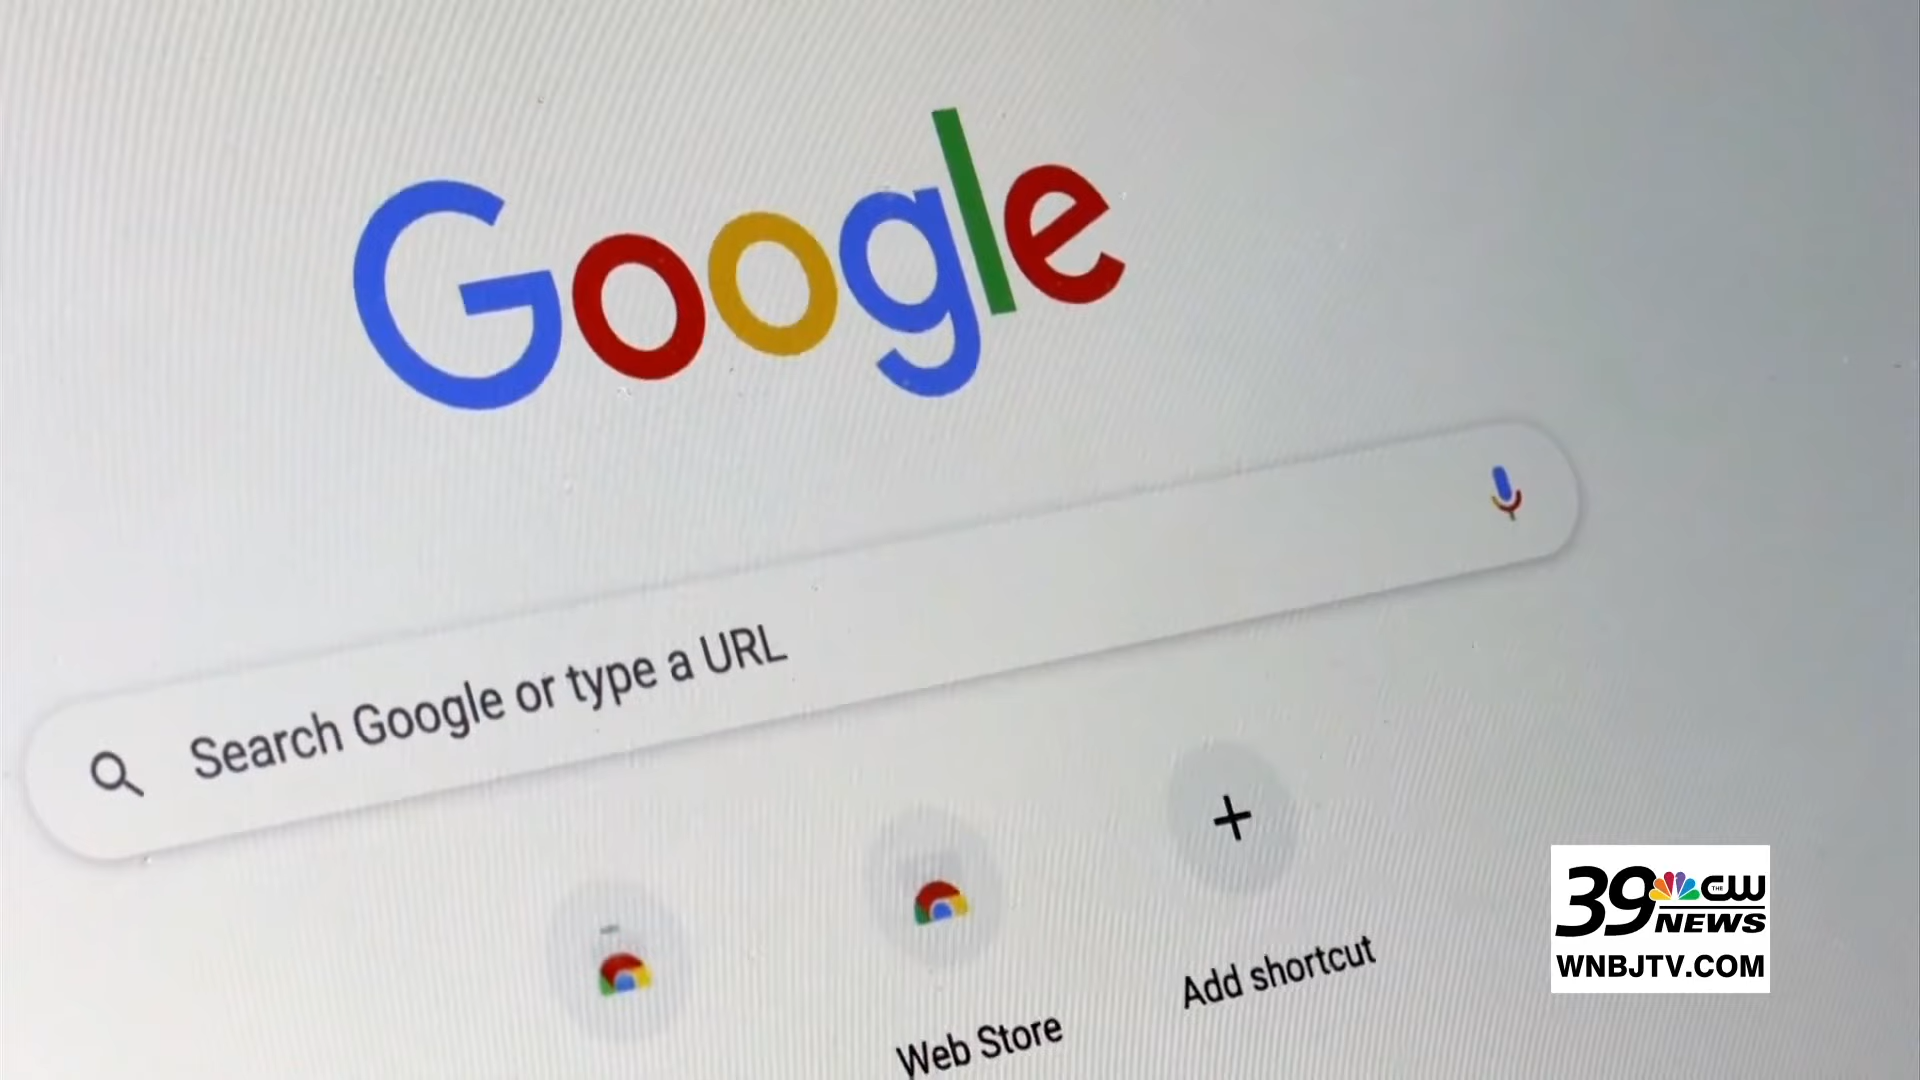 Google
Search Google or type a URL
Web Store
Add shortcut
39 THE CW
NEWS
WNBJTV.COM